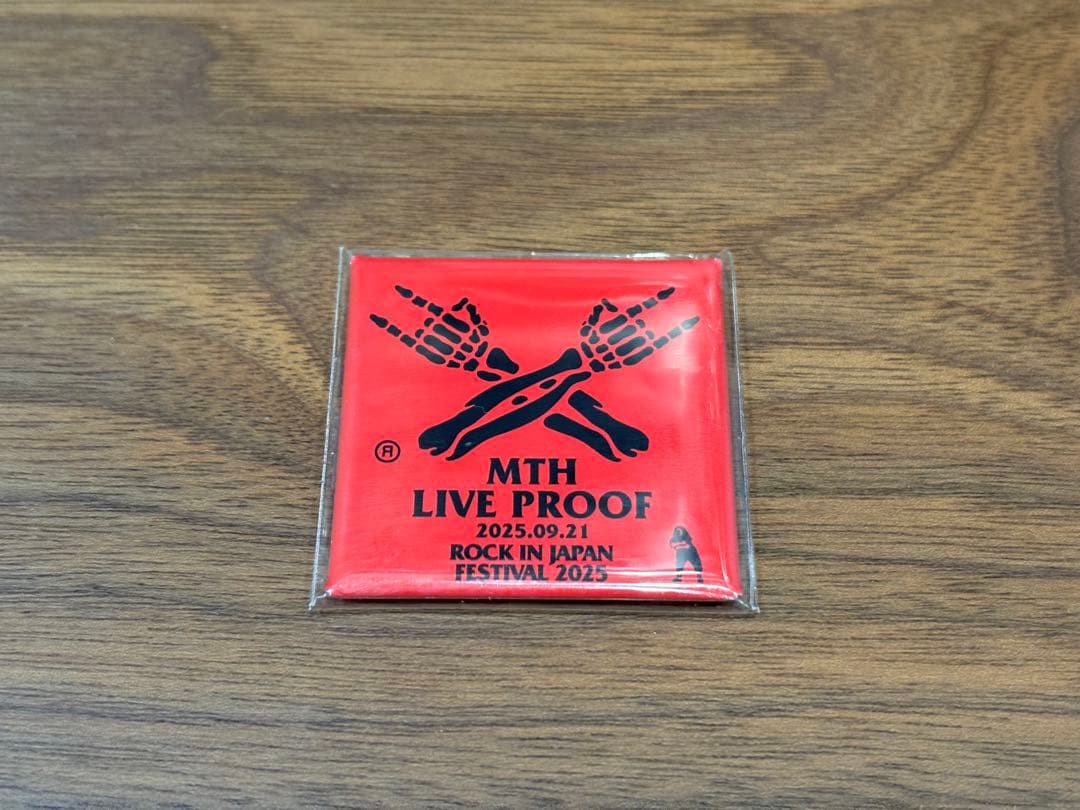 Я
MTH
LIVE PROOF
2025.09.21
ROCK IN JAPAN
FESTIVAL 2025